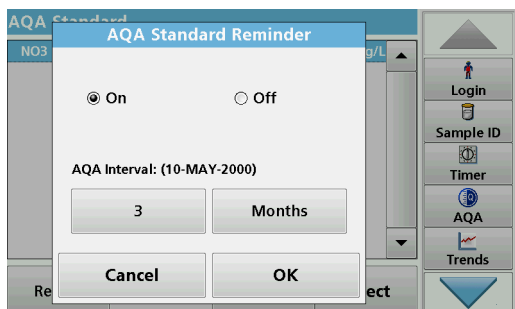 AQA Standard
AQA Standard Reminder
NO3
g/L
On
Off
AQA Interval: (10-MAY-2000)
3
Months
Cancel
OK
Re
ect
Login
Sample ID
Timer
AQA
Trends